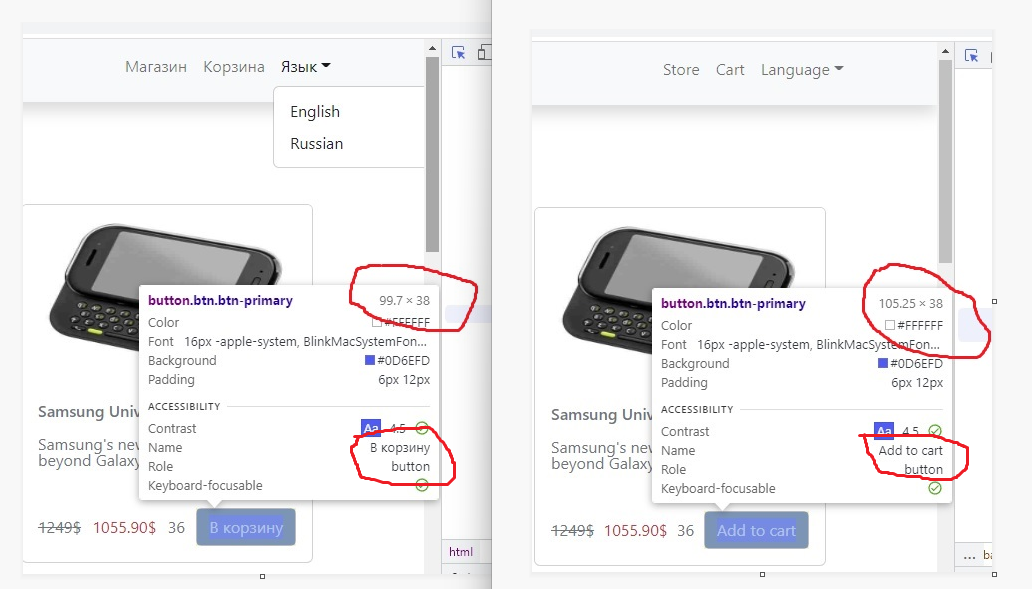 Магазин Корзина Язык
English
Russian
button.btn.btn-primary 99.7 × 38
Color #FFFFFF
Font 16px -apple-system, BlinkMacSystemFon...
Background #0D6EFD
Padding 6px 12px
ACCESSIBILITY
Contrast Aa 4.5
Name В корзину
Role button
Keyboard-focusable
Samsung Univ
Samsung's nev
beyond Galaxy
1249$ 1055.90$ 36 В корзину
html
Store Cart Language
button.btn.btn-primary 105.25 × 38
Color #FFFFFF
Font 16px -apple-system, BlinkMacSystemFon...
Background #0D6EFD
Padding 6px 12px
ACCESSIBILITY
Contrast Aa 4.5
Name Add to cart
Role button
Keyboard-focusable
Samsung Univ
Samsung's nev
beyond Galaxy
1249$ 1055.90$ 36 Add to cart
...